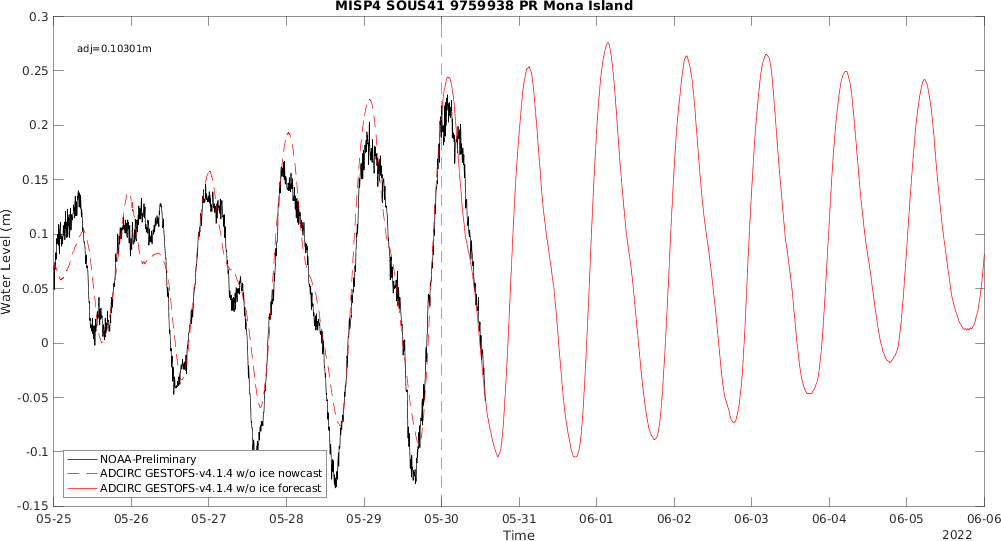 MISP4 SOUS41 9759938 PR Mona Island
adj=0.10301m
Water Level (m)
0.3
0.25
0.2
0.15
0.1
0.05
0
-0.05
-0.1
-0.15
NOAA-Preliminary
ADCIRC GESTOFS-v4.1.4 w/o ice nowcast
ADCIRC GESTOFS-v4.1.4 w/o ice forecast
05-25 05-26 05-27 05-28 05-29 05-30 05-31 06-01 06-02 06-03 06-04 06-05 06-06
Time
2022